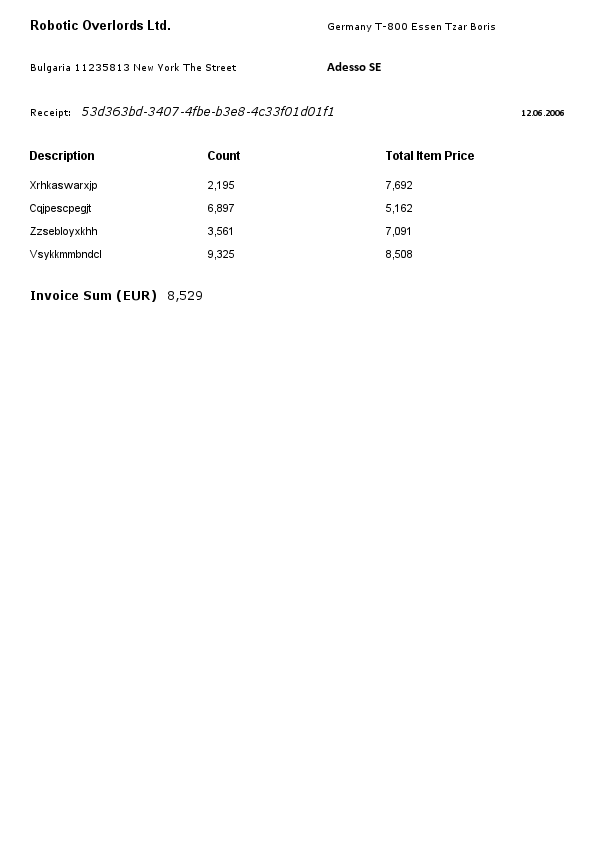 Robotic Overlords Ltd. Germany T-800 Essen Tzar Boris
Bulgaria 11235813 New York The Street Adesso SE
Receipt: 53d363bd-3407-4fbe-b3e8-4c33f01d01f1 12.06.2006
Description Count Total Item Price
Xrhkaswarxjp 2,195 7,692
Cqjpescpegjt 6,897 5,162
Zzsebloyxkhh 3,561 7,091
Vsykkmmbndcl 9,325 8,508
Invoice Sum (EUR) 8,529